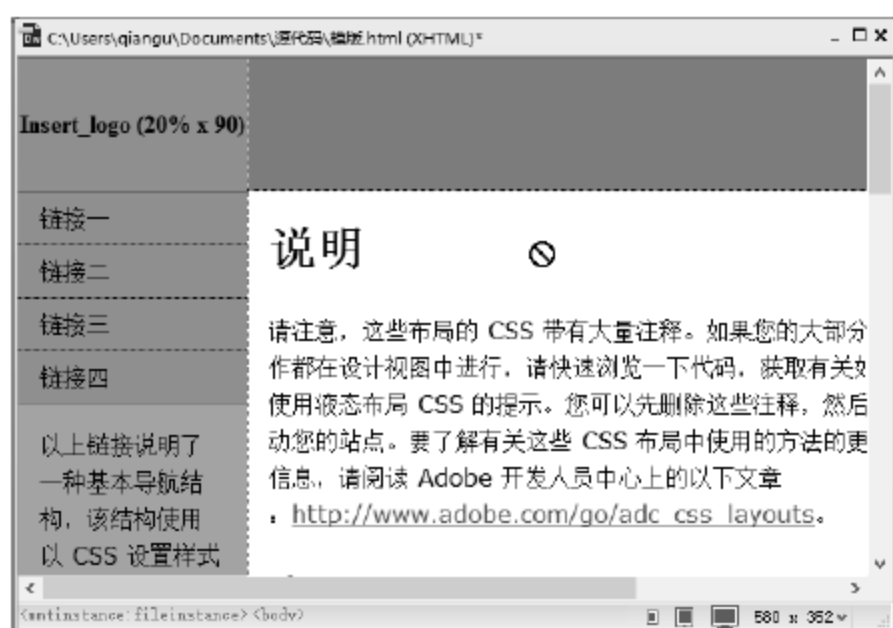 C:\Users\qiangu\Documents\源代码\模版.html (XHTML)*
Insert_logo (20% x 90)
链接一
链接二
链接三
链接四
以上链接说明了
一种基本导航结
构，该结构使用
以 CSS 设置样式
说明
请注意，这些布局的 CSS 带有大量注释。如果您的大部分
作都在设计视图中进行，请快速浏览一下代码，获取有关如
使用液态布局 CSS 的提示。您可以先删除这些注释，然后
动您的站点。要了解有关这些 CSS 布局中使用的方法的更
信息，请阅读 Adobe 开发人员中心上的以下文章
：http://www.adobe.com/go/adc_css_layouts。
<mmtinstance:fileinstance> <body>
580 x 352